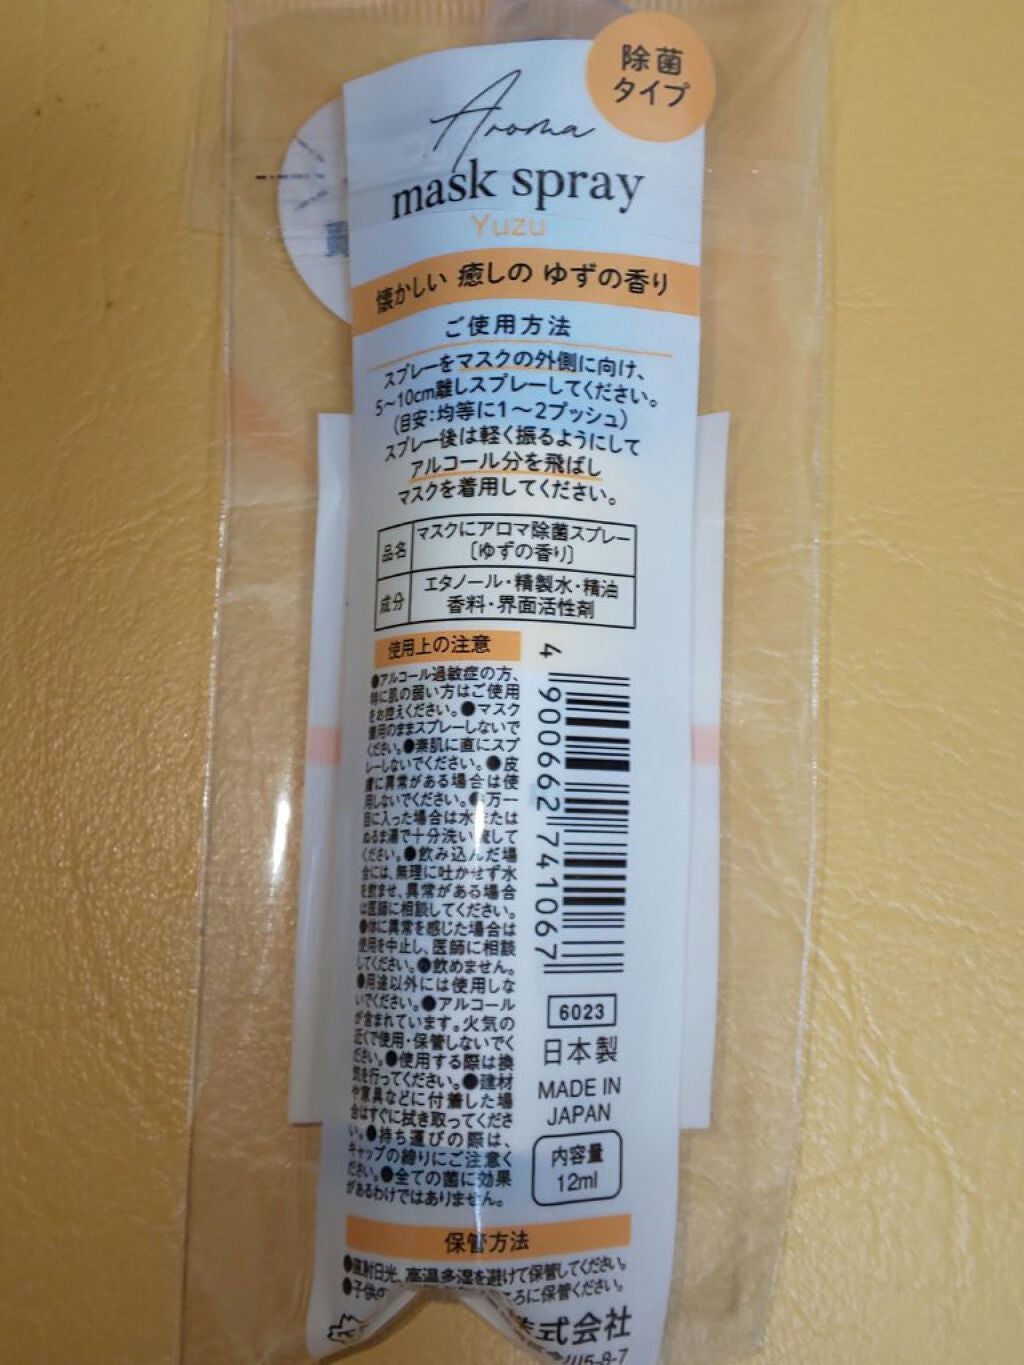 除菌
タイプ
Aroma
mask spray
Yuzu
懐かしい 癒しの ゆずの香り
ご使用方法
スプレーをマスクの外側に向け、
5～10cm離しスプレーしてください。
(目安:均等に1～2プッシュ)
スプレー後は軽く振るようにして
アルコール分を飛ばし
マスクを着用してください。
品名
マスクにアロマ除菌スプレー
〔ゆずの香り〕
成分
エタノール・精製水・精油
香料・界面活性剤
使用上の注意
●アルコール過敏症の方、
特に肌の弱い方はご使用
をお控えください。●マスク
着用のままスプレーしないで
ください。●素肌に直にスプ
レーしないでください。●皮
膚に異常がある場合は使
用しないでください。●万一
目に入った場合は水または
ぬるま湯で十分洗い流して
ください。●飲み込んだ場
合には、無理に吐かせず水
を飲ませ、異常がある場合
は医師に相談してください。
●体に異常を感じた場合は
使用を中止し、医師に相談
してください。●飲めません。
●用途以外には使用しな
いでください。●アルコール
が含まれています。火気の
近くで使用・保管しないでく
ださい。●使用する際は換
気を行ってください。●建材
や家具などに付着した場
合はすぐに拭き取ってくださ
い。●持ち運びの際は、
キャップの締りにご注意く
ださい。●全ての菌に効果
があるわけではありません。
4 900662 741067
6023
日本製
MADE IN
JAPAN
内容量
12ml
保管方法
●直射日光、高温多湿を避けて保管してください。
●子供の ころに保管ください。
株式会社
5-8-7